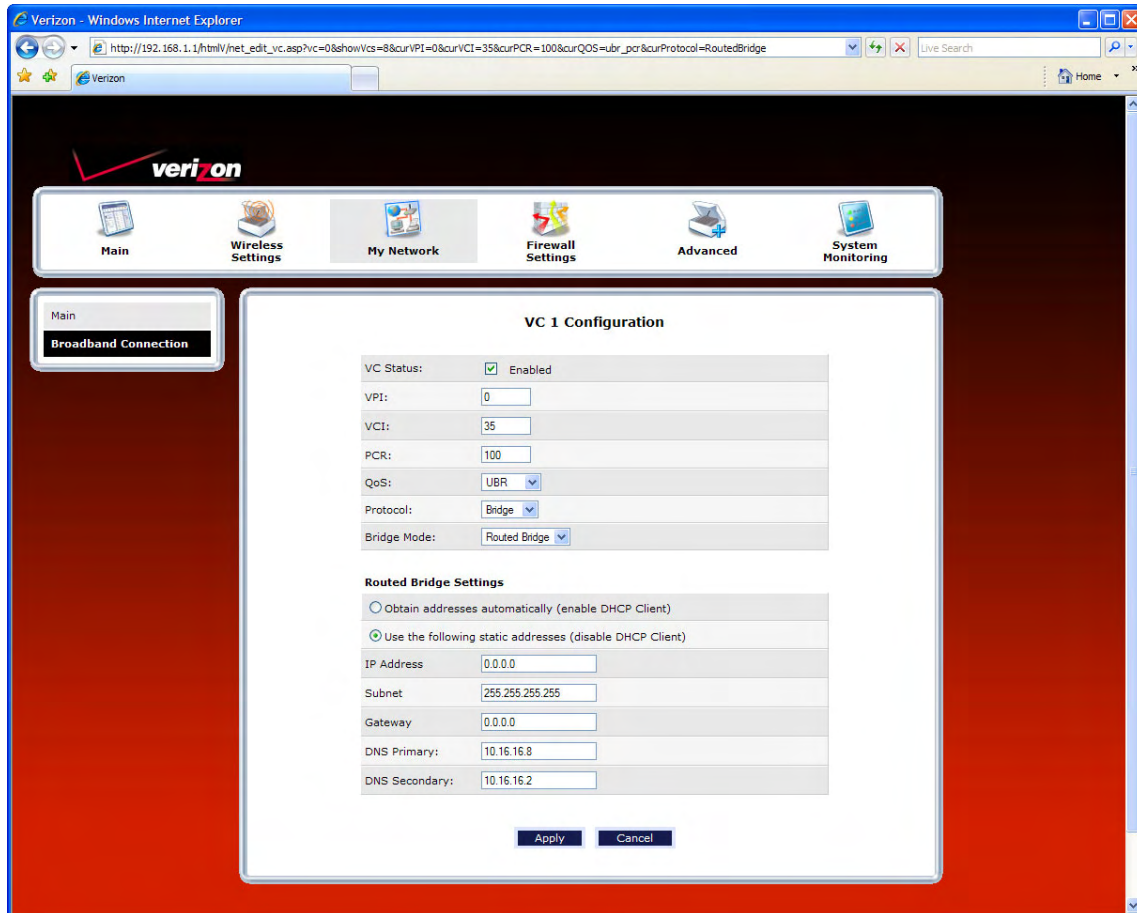 Verizon - Windows Internet Explorer
http://192.168.1.1/htmlV/net_edit_vc.asp?vc=0&showVcs=8&curVPI=0&curVCI=35&curPCR=100&curQOS=ubr_pcr&curProtocol=RoutedBridge
Live Search
Verizon
Home
verizon
Main
Wireless Settings
My Network
Firewall Settings
Advanced
System Monitoring
Main
Broadband Connection
VC 1 Configuration
VC Status: Enabled
VPI: 0
VCI: 35
PCR: 100
QoS: UBR
Protocol: Bridge
Bridge Mode: Routed Bridge
Routed Bridge Settings
Obtain addresses automatically (enable DHCP Client)
Use the following static addresses (disable DHCP Client)
IP Address 0.0.0.0
Subnet 255.255.255.255
Gateway 0.0.0.0
DNS Primary: 10.16.16.8
DNS Secondary: 10.16.16.2
Apply Cancel